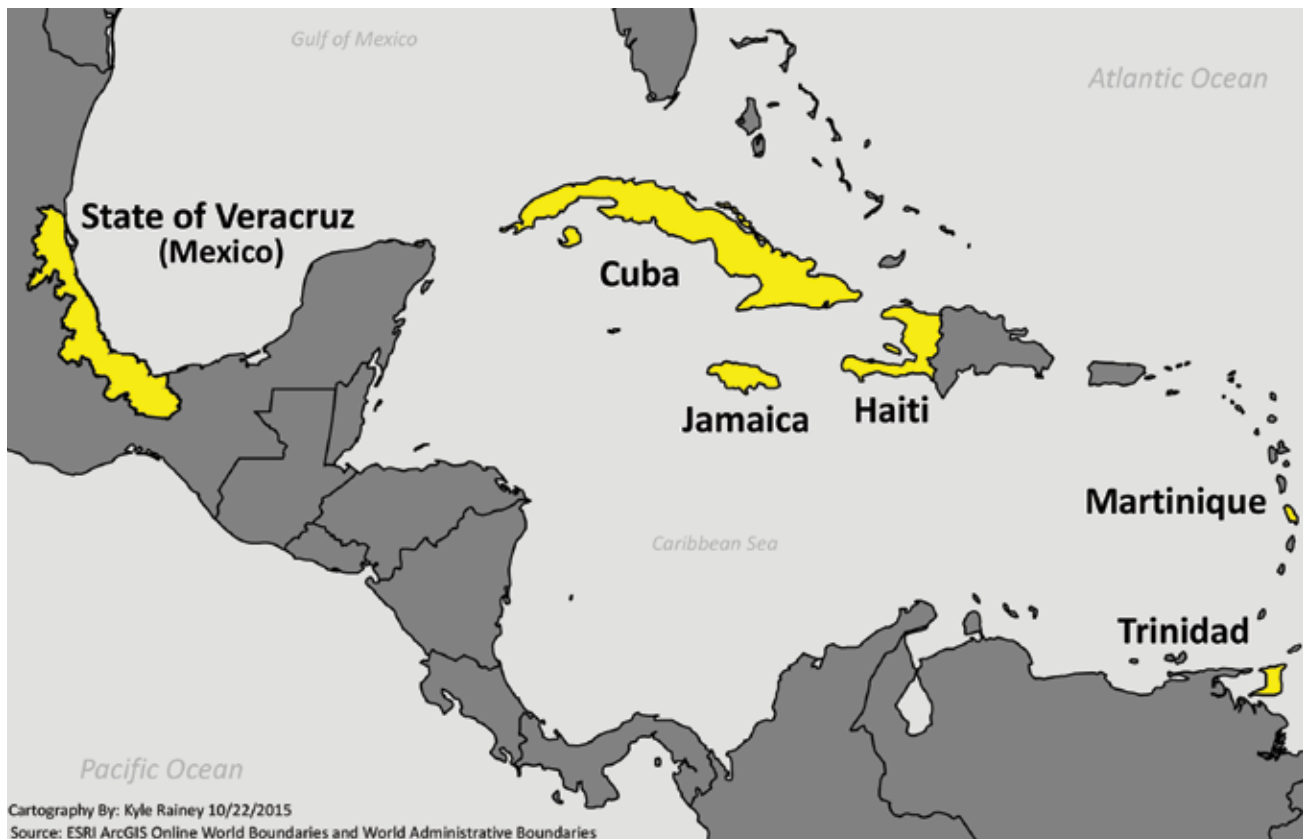 Gulf of Mexico
Atlantic Ocean
State of Veracruz
(Mexico)
Cuba
Jamaica
Haiti
Martinique
Caribbean Sea
Trinidad
Pacific Ocean
Cartography By: Kyle Rainey 10/22/2015
Source: ESRI ArcGIS Online World Boundaries and World Administrative Boundaries